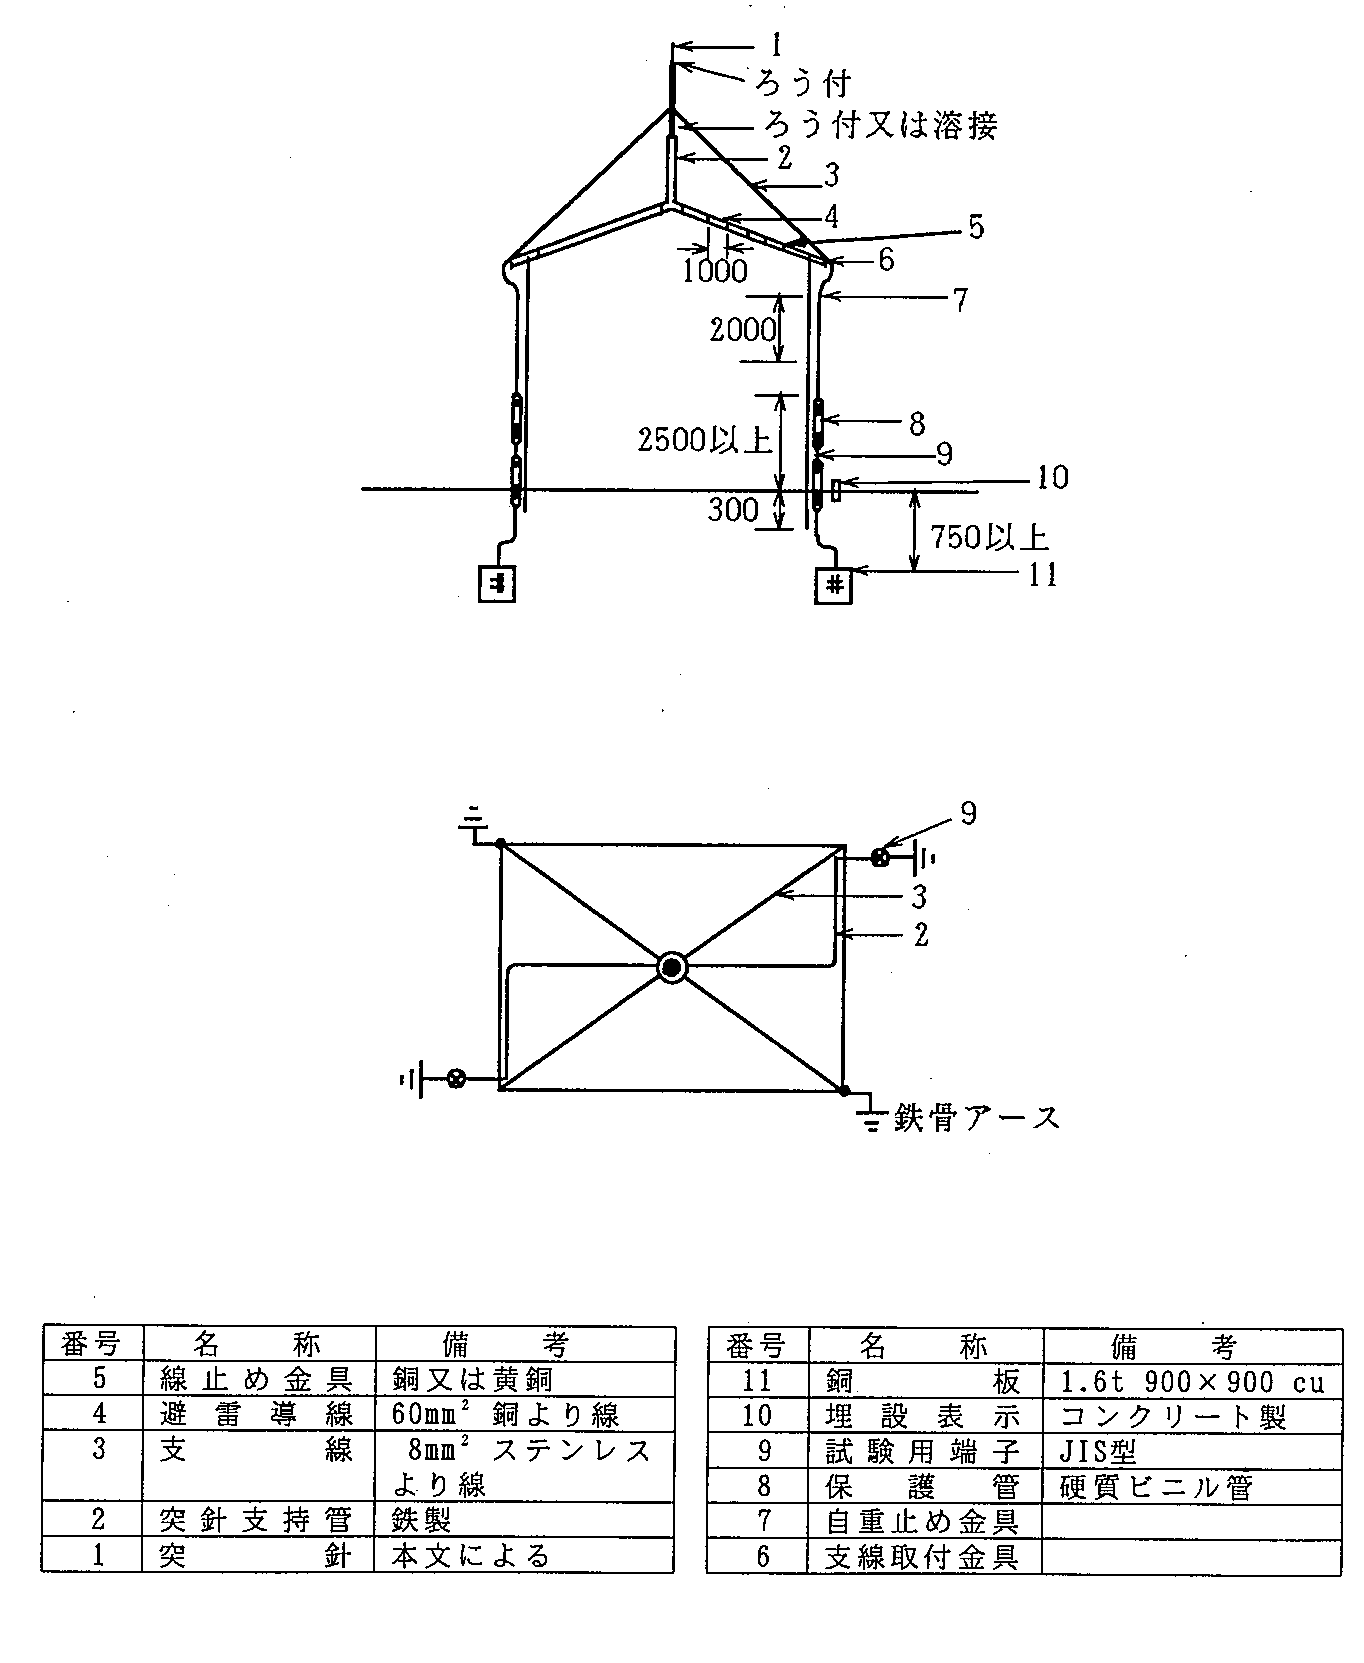 1
ろう付
ろう付又は溶接
2
3
4
5
6
1000
7
2000
8
2500以上
9
10
300
750以上
11
9
3
2
鉄骨アース
番号 名称 備考
5 線止め金具 銅又は黄銅
4 避雷導線 60mm² 銅より線
3 支線 8mm² ステンレス
より線
2 突針支持管 鉄製
1 突針 本文による
番号 名称 備考
11 銅板 1.6t 900×900 cu
10 埋設表示 コンクリート製
9 試験用端子 JIS型
8 保護管 硬質ビニル管
7 自重止め金具
6 支線取付金具